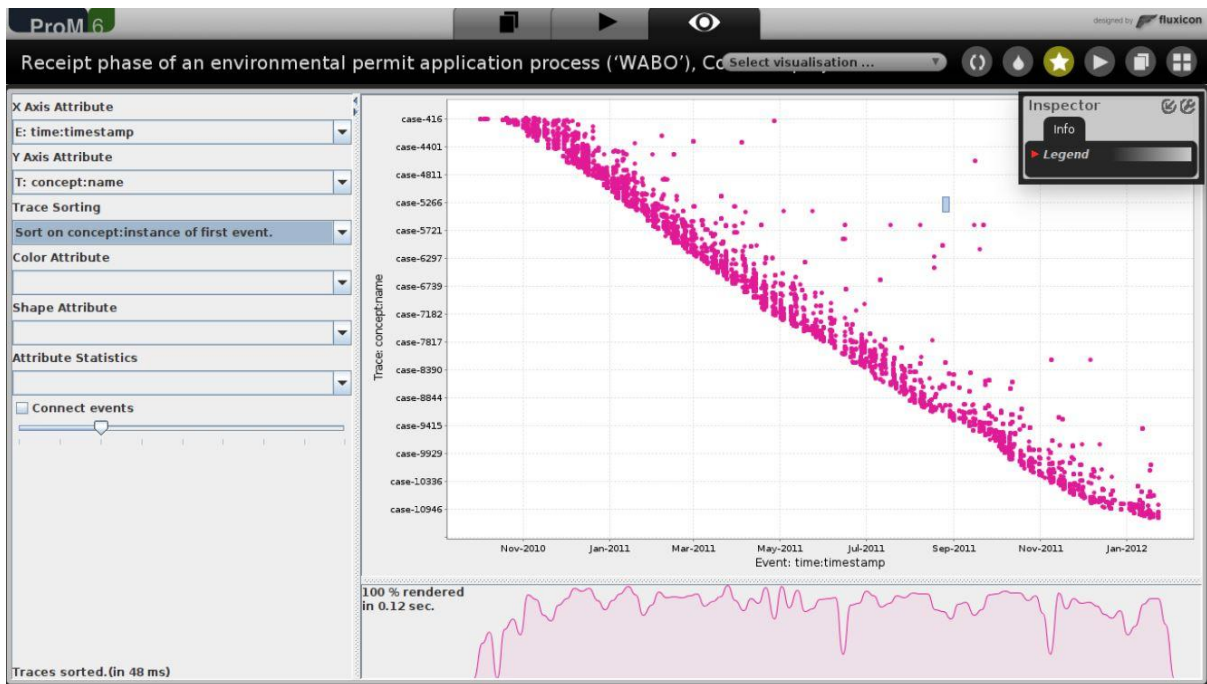 ProM 6
designed by fluxicon
Receipt phase of an environmental permit application process (‘WABO’), Co
Select visualisation ...
X Axis Attribute
E: time:timestamp
Y Axis Attribute
T: concept:name
Trace Sorting
Sort on concept:instance of first event.
Color Attribute
Shape Attribute
Attribute Statistics
Connect events
Traces sorted.(in 48 ms)
Trace: concept:name
case-416
case-4401
case-4811
case-5266
case-5721
case-6297
case-6739
case-7182
case-7817
case-8390
case-8844
case-9415
case-9929
case-10336
case-10946
Nov-2010 Jan-2011 Mar-2011 May-2011 Jul-2011 Sep-2011 Nov-2011 Jan-2012
Event: time:timestamp
Inspector
Info
Legend
100 % rendered
in 0.12 sec.